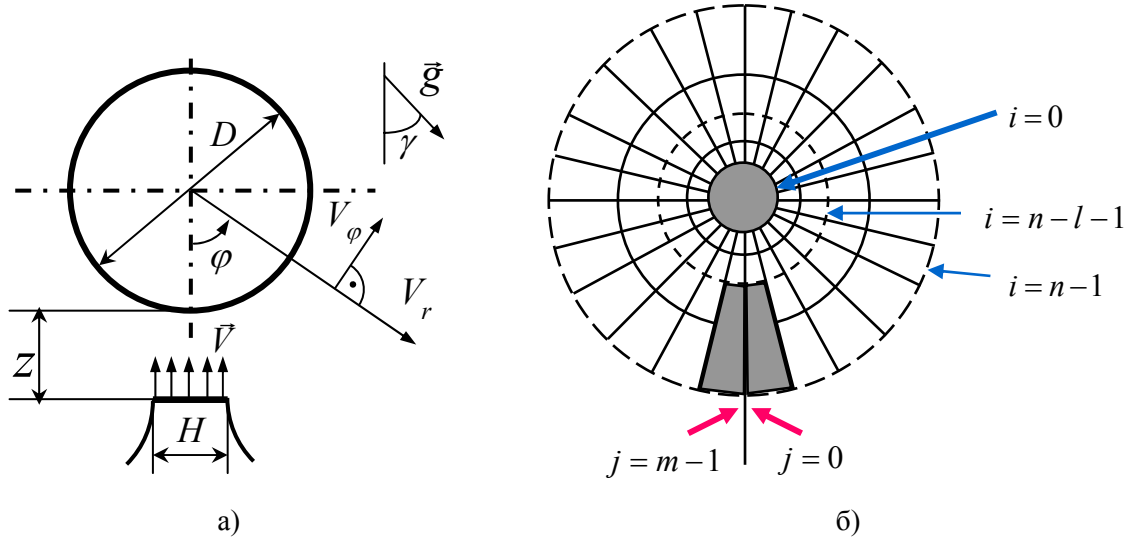 D
g⃗
γ
V_φ
φ
V_r
V⃗
z
H
а)
i = 0
i = n − l − 1
i = n − 1
j = m − 1
j = 0
б)